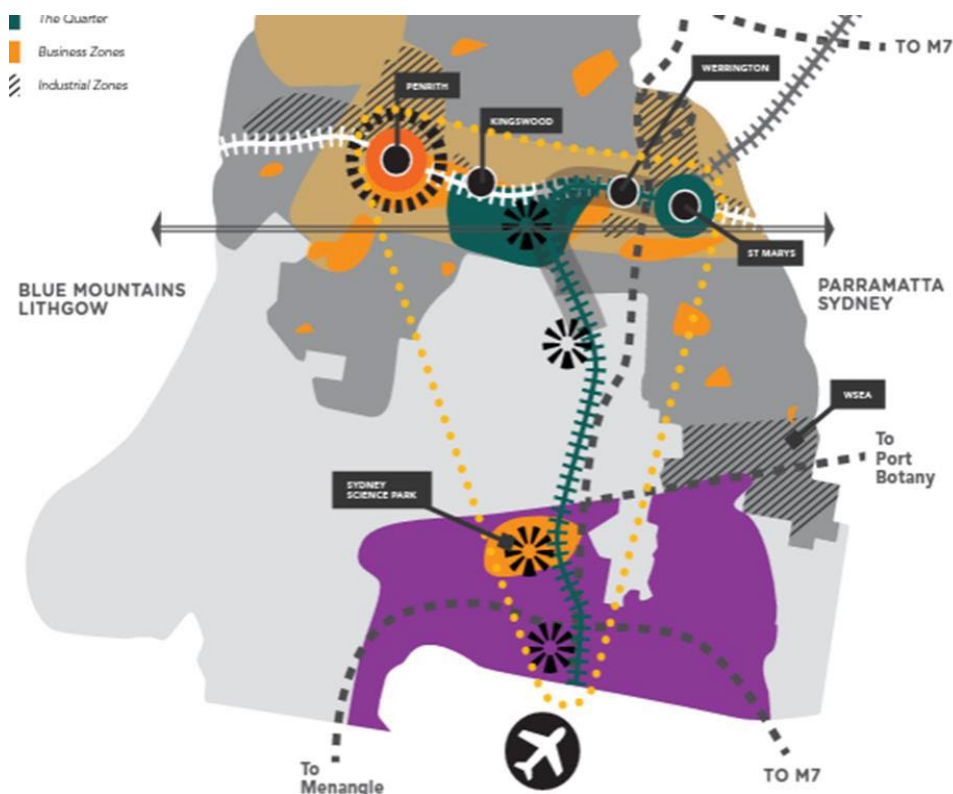 The Quarter
Business Zones
Industrial Zones
TO M7
WERRINGTON
PENRITH
KINGSWOOD
ST MARYS
BLUE MOUNTAINS
LITHGOW
PARRAMATTA
SYDNEY
WSEA
To
Port
Botany
SYDNEY
SCIENCE PARK
To
Menangle
TO M7